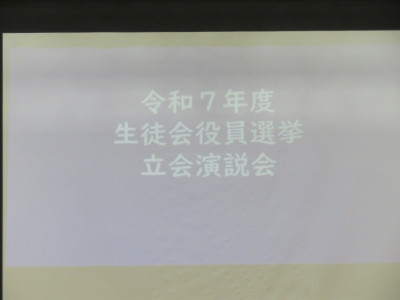 令和７年度
生徒会役員選挙
立会演説会